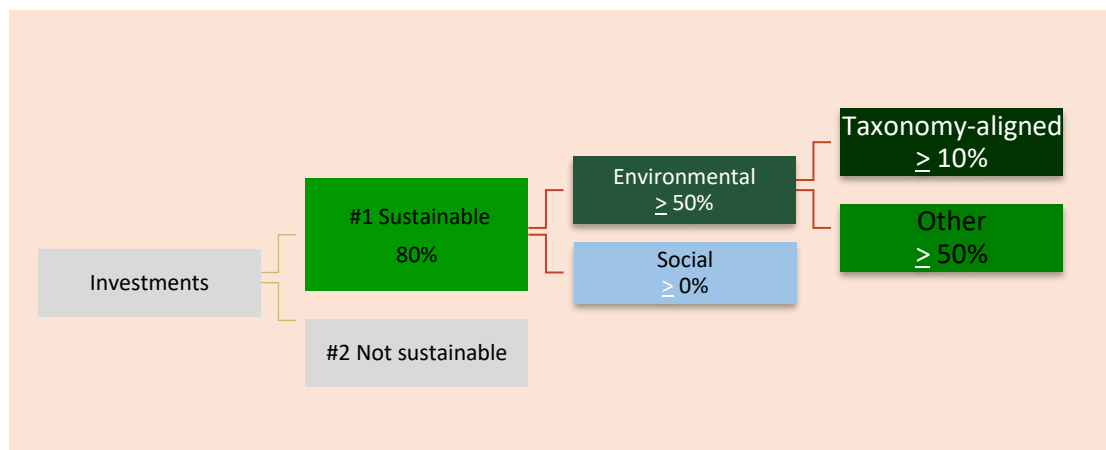 Investments
#1 Sustainable
80%
#2 Not sustainable
Environmental
≥ 50%
Social
≥ 0%
Taxonomy-aligned
≥ 10%
Other
≥ 50%